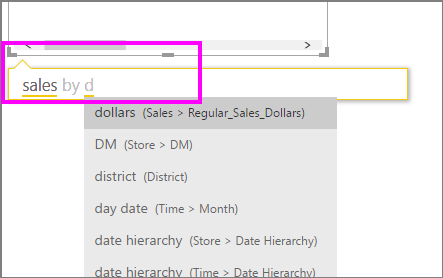 sales by d
dollars (Sales > Regular_Sales_Dollars)
DM (Store > DM)
district (District)
day date (Time > Month)
date hierarchy (Store > Date Hierarchy)
date hierarchy (Time > Date Hierarchy)